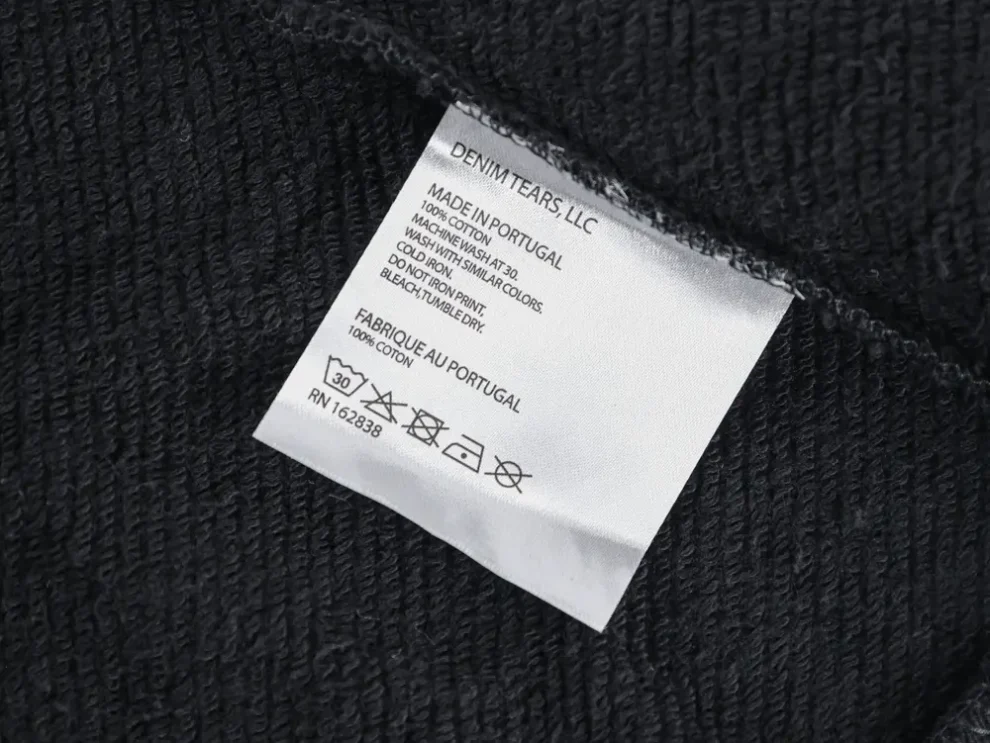 DENIM TEARS, LLC
MADE IN PORTUGAL
100% COTTON
MACHINE WASH AT 30.
WASH WITH SIMILAR COLORS.
COLD IRON.
DO NOT IRON PRINT,
BLEACH,TUMBLE DRY.
FABRIQUE AU PORTUGAL
100% COTON
30
RN 162838